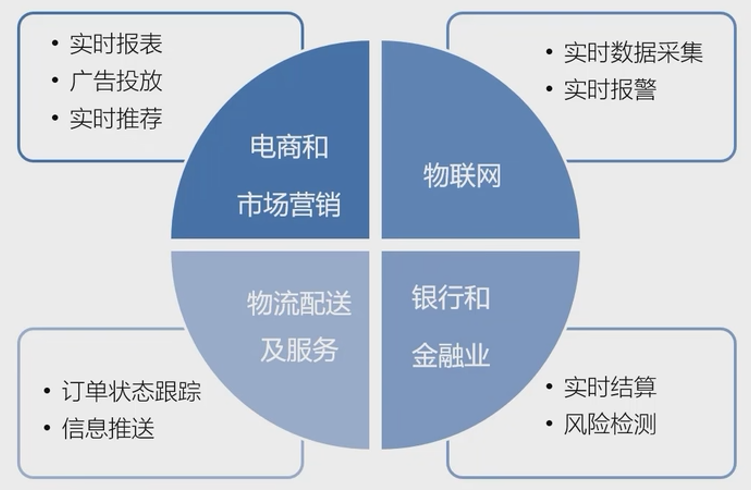 • 实时报表
• 广告投放
• 实时推荐
电商和
市场营销
• 实时数据采集
• 实时报警
物联网
物流配送
及服务
• 订单状态跟踪
• 信息推送
银行和
金融业
• 实时结算
• 风险检测